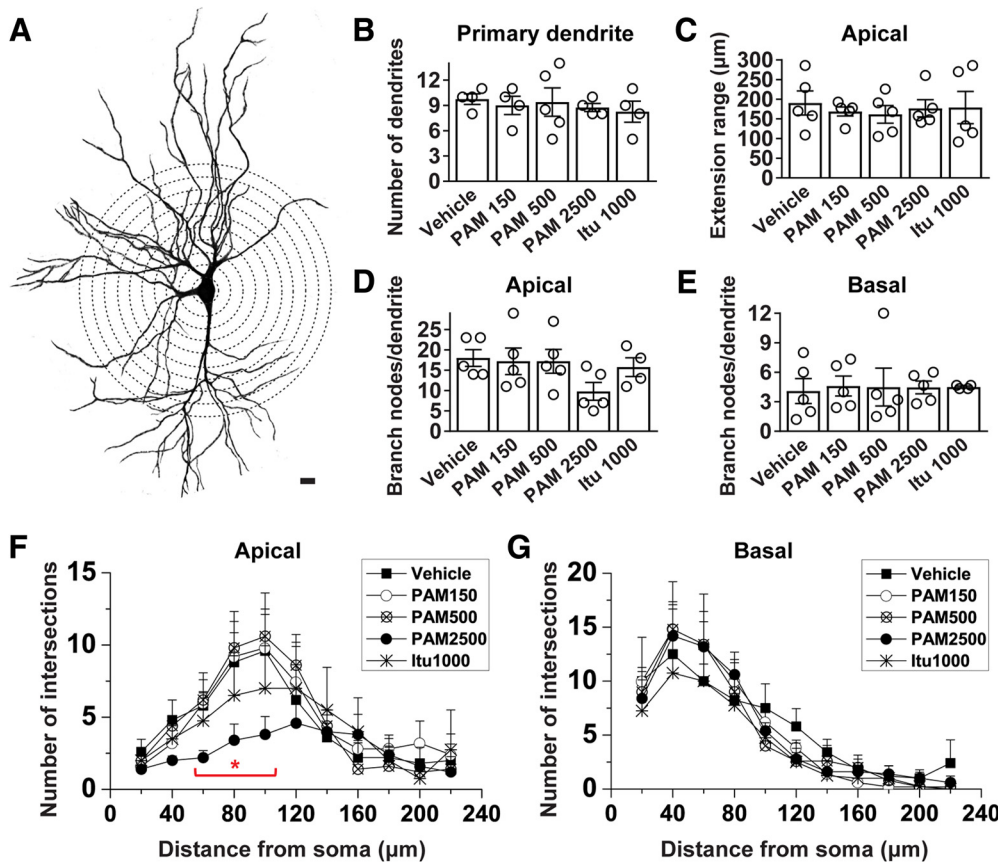 A
B
Primary dendrite
Number of dendrites
12
9
6
3
0
Vehicle
PAM 150
PAM 500
PAM 2500
Itu 1000
C
Apical
Extension range (μm)
300
250
200
150
100
50
0
Vehicle
PAM 150
PAM 500
PAM 2500
Itu 1000
D
Apical
Branch nodes/dendrite
25
20
15
10
5
0
Vehicle
PAM 150
PAM 500
PAM 2500
Itu 1000
E
Basal
Branch nodes/dendrite
12
9
6
3
0
Vehicle
PAM 150
PAM 500
PAM 2500
Itu 1000
F
Apical
Number of intersections
15
10
5
0
Vehicle
PAM150
PAM500
PAM2500
Itu1000
*
0
40
80
120
160
200
240
Distance from soma (μm)
G
Basal
Number of intersections
20
15
10
5
0
Vehicle
PAM150
PAM500
PAM2500
Itu1000
0
40
80
120
160
200
240
Distance from soma (μm)